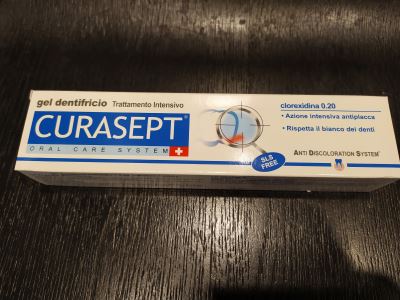 gel dentifricio Trattamento Intensivo
CURASEPT®
ORAL CARE SYSTEM
SLS
FREE
clorexidina 0.20
• Azione intensiva antiplacca
• Rispetta il bianco dei denti
ANTI DISCOLORATION SYSTEM